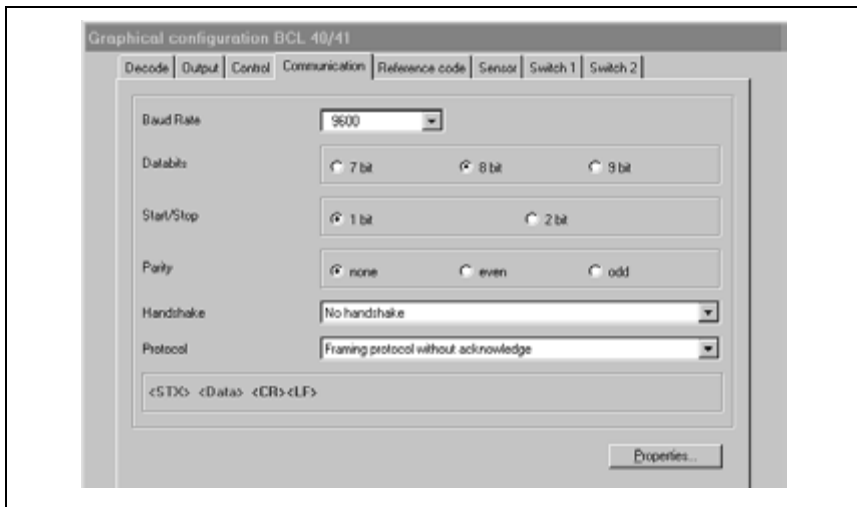 Graphical configuration BCL 40/41
Decode Output Control Communication Reference code Sensor Switch 1 Switch 2
Baud Rate 9600
Databits 7 bit 8 bit 9 bit
Start/Stop 1 bit 2 bit
Parity none even odd
Handshake No handshake
Protocol Framing protocol without acknowledge
<STX> <Data> <CR><LF>
Properties...